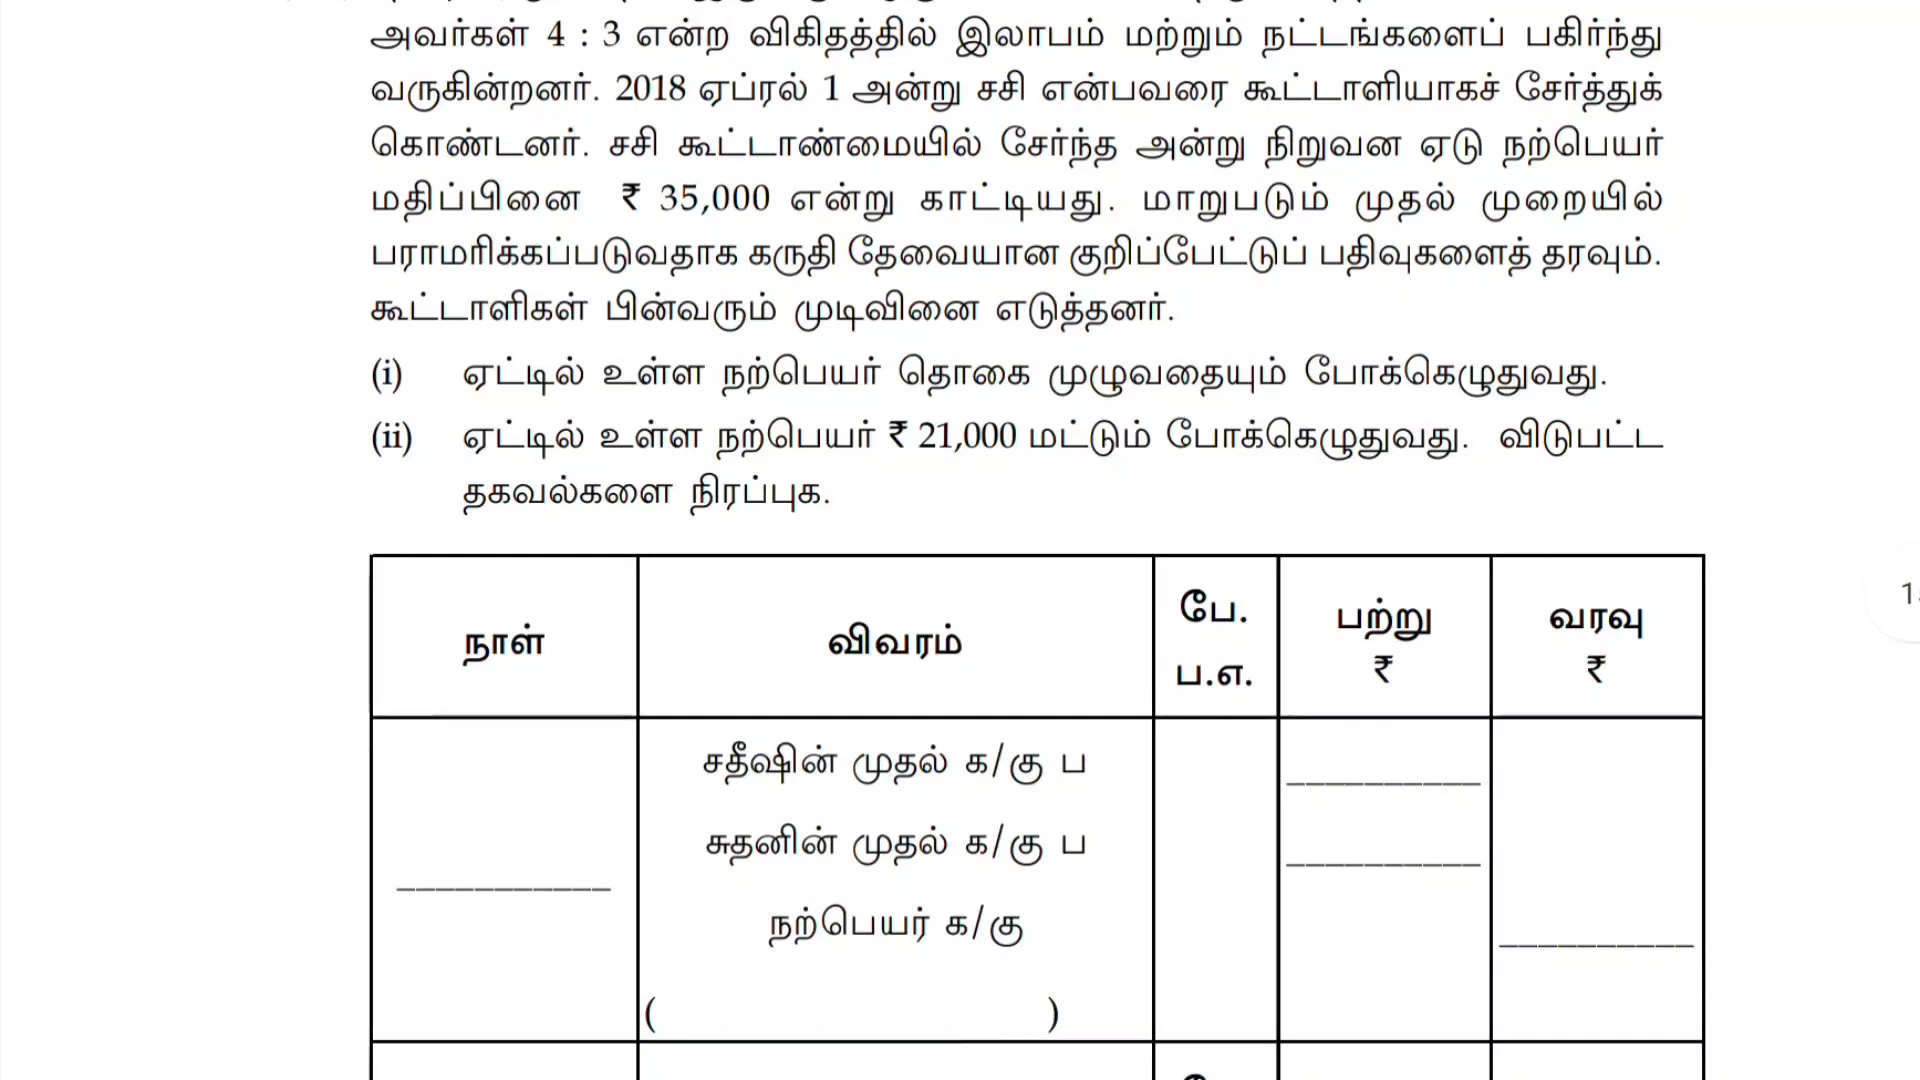 அவர்கள் 4 : 3 என்ற விகிதத்தில் இலாபம் மற்றும் நட்டங்களைப் பகிர்ந்து
வருகின்றனர். 2018 ஏப்ரல் 1 அன்று சசி என்பவரை கூட்டாளியாகச் சேர்த்துக்
கொண்டனர். சசி கூட்டாண்மையில் சேர்ந்த அன்று நிறுவன ஏடு நற்பெயர்
மதிப்பினை ₹ 35,000 என்று காட்டியது. மாறுபடும் முதல் முறையில்
பராமரிக்கப்படுவதாக கருதி தேவையான குறிப்பேட்டுப் பதிவுகளைத் தரவும்.
கூட்டாளிகள் பின்வரும் முடிவினை எடுத்தனர்.
(i) ஏட்டில் உள்ள நற்பெயர் தொகை முழுவதையும் போக்கெழுதுவது.
(ii) ஏட்டில் உள்ள நற்பெயர் ₹ 21,000 மட்டும் போக்கெழுதுவது. விடுபட்ட
தகவல்களை நிரப்புக.
நாள் விவரம் பே. ப.எ. பற்று ₹ வரவு ₹
சதீஷின் முதல் க/கு ப __________
சுதனின் முதல் க/கு ப __________
___________
நற்பெயர் க/கு __________
( )